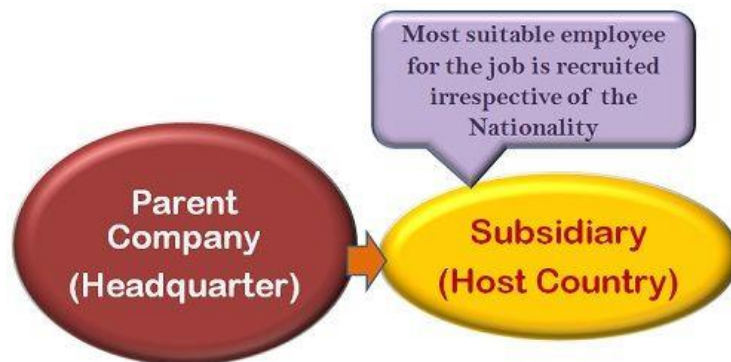 Most suitable employee
for the job is recruited
irrespective of the
Nationality
Parent
Company
(Headquarter)
Subsidiary
(Host Country)